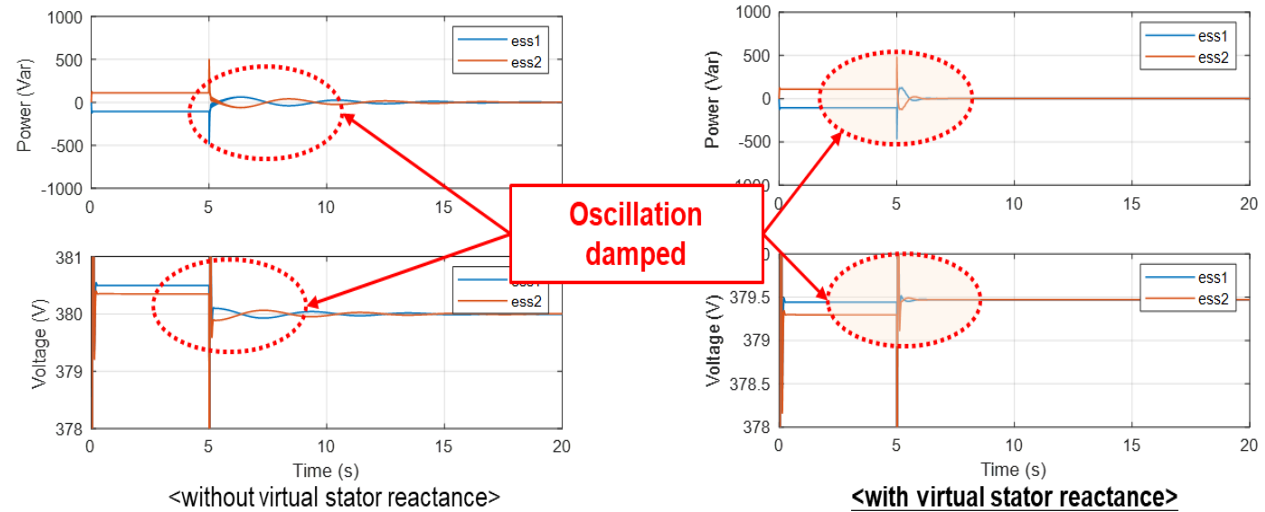 1000
500
0
-500
-1000
Power (Var)
ess1
ess2
0
5
10
15
20
381
380
379
378
Voltage (V)
ess2
0
5
10
15
20
Time (s)
<without virtual stator reactance>
Oscillation
damped
1000
500
0
-500
Power (Var)
ess1
ess2
0
5
10
15
20
379.5
379
378.5
378
Voltage (V)
ess1
ess2
0
5
10
15
20
Time (s)
<with virtual stator reactance>